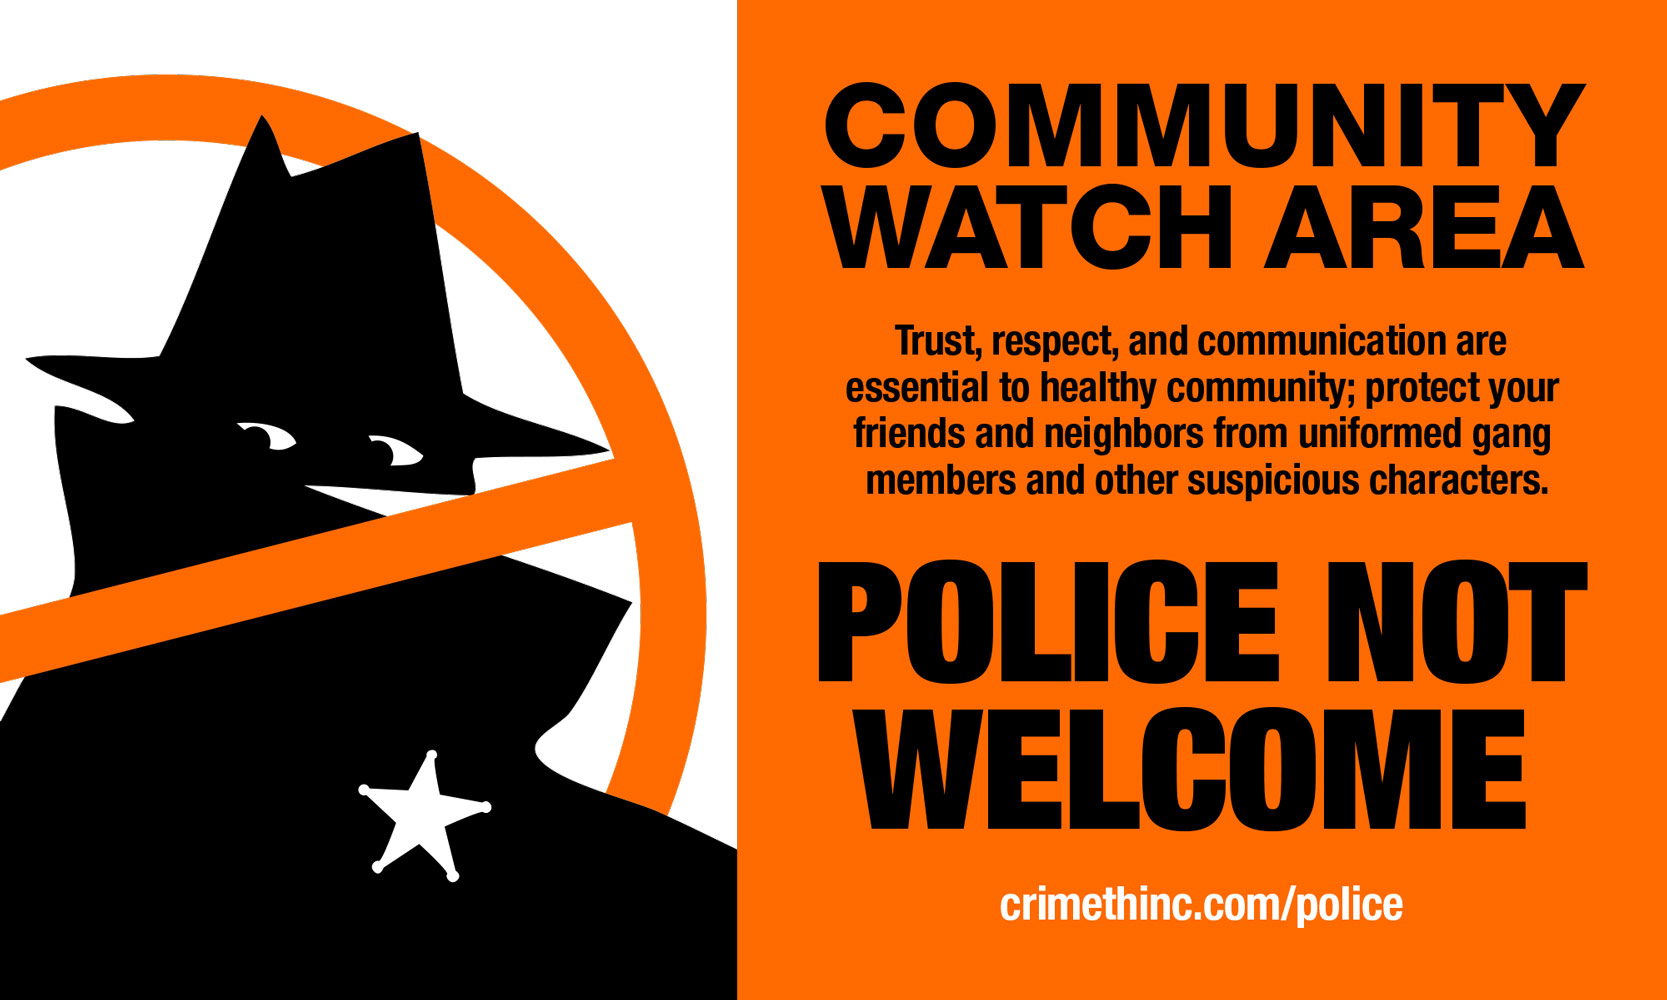 COMMUNITY
WATCH AREA
Trust, respect, and communication are
essential to healthy community; protect your
friends and neighbors from uniformed gang
members and other suspicious characters.
POLICE NOT
WELCOME
crimethinc.com/police